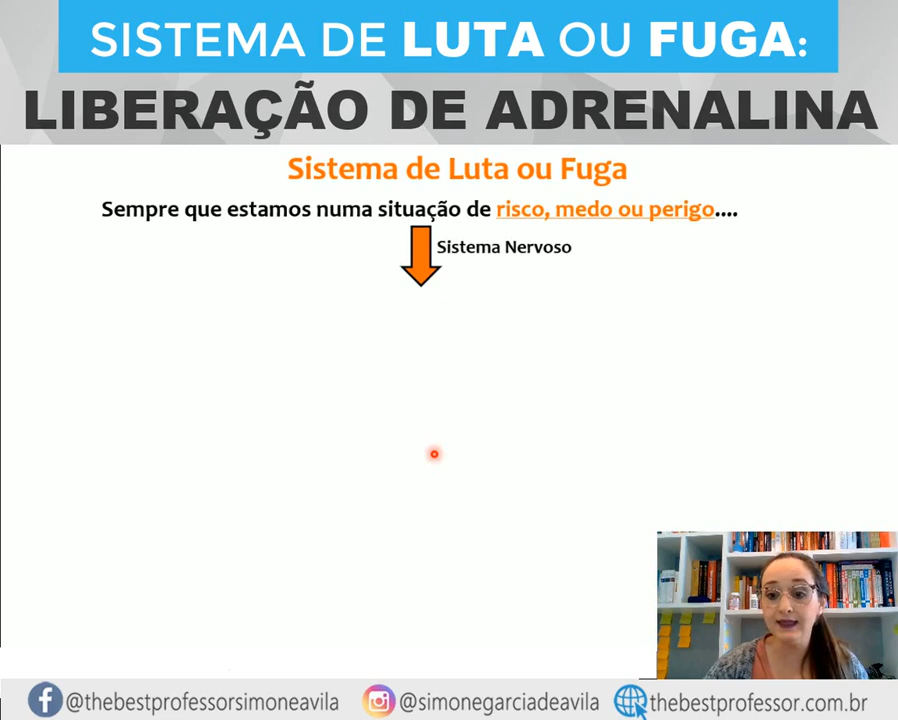 SISTEMA DE LUTA OU FUGA:
LIBERAÇÃO DE ADRENALINA
Sistema de Luta ou Fuga
Sempre que estamos numa situação de risco, medo ou perigo....
Sistema Nervoso
@thebestprofessorsimoneavila @simonegarciadeavila thebestprofessor.com.br